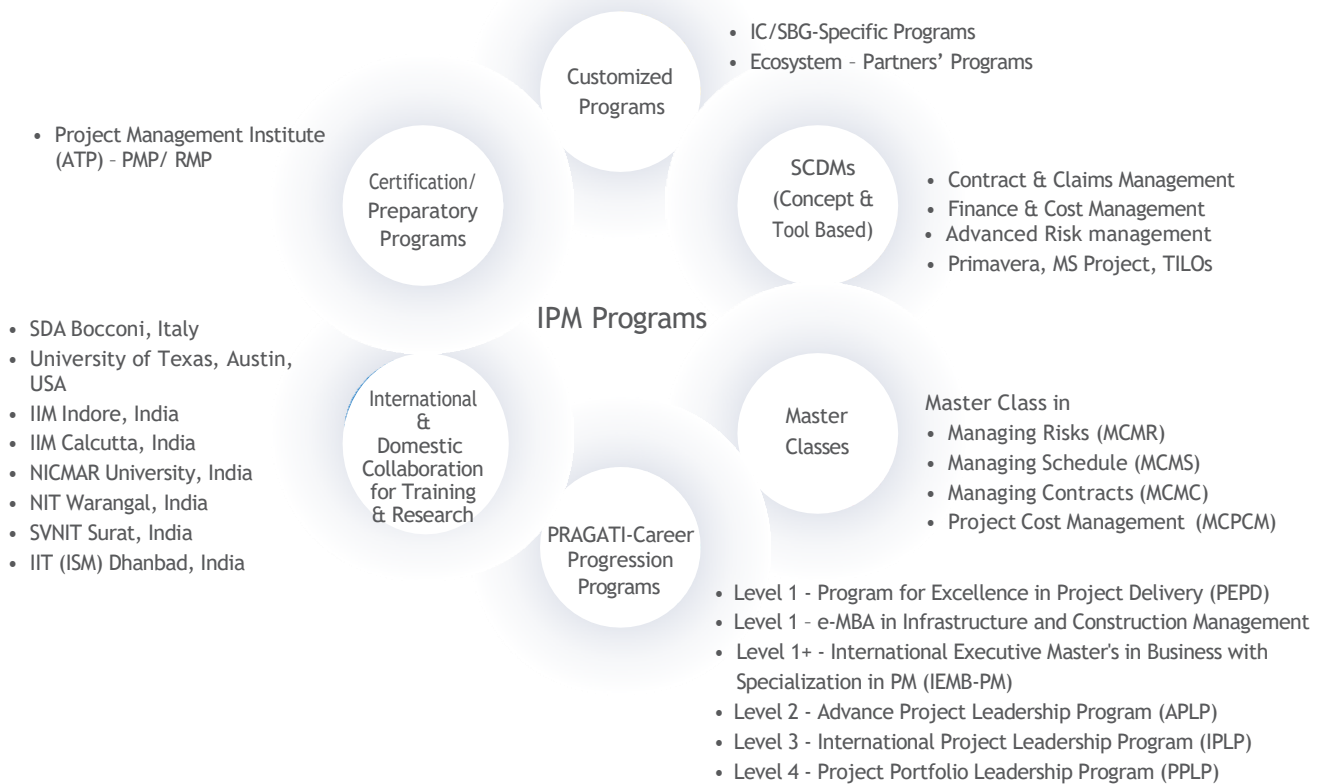 Customized
Programs
• IC/SBG-Specific Programs
• Ecosystem – Partners’ Programs
• Project Management Institute
(ATP) – PMP/ RMP
Certification/
Preparatory
Programs
SCDMs
(Concept &
Tool Based)
• Contract & Claims Management
• Finance & Cost Management
• Advanced Risk management
• Primavera, MS Project, TILOs
IPM Programs
• SDA Bocconi, Italy
• University of Texas, Austin,
USA
• IIM Indore, India
• IIM Calcutta, India
• NICMAR University, India
• NIT Warangal, India
• SVNIT Surat, India
• IIT (ISM) Dhanbad, India
International
&
Domestic
Collaboration
for Training
& Research
Master
Classes
Master Class in
• Managing Risks (MCMR)
• Managing Schedule (MCMS)
• Managing Contracts (MCMC)
• Project Cost Management (MCPCM)
PRAGATI-Career
Progression
Programs
• Level 1 - Program for Excellence in Project Delivery (PEPD)
• Level 1 – e-MBA in Infrastructure and Construction Management
• Level 1+ - International Executive Master's in Business with
Specialization in PM (IEMB-PM)
• Level 2 - Advance Project Leadership Program (APLP)
• Level 3 - International Project Leadership Program (IPLP)
• Level 4 - Project Portfolio Leadership Program (PPLP)